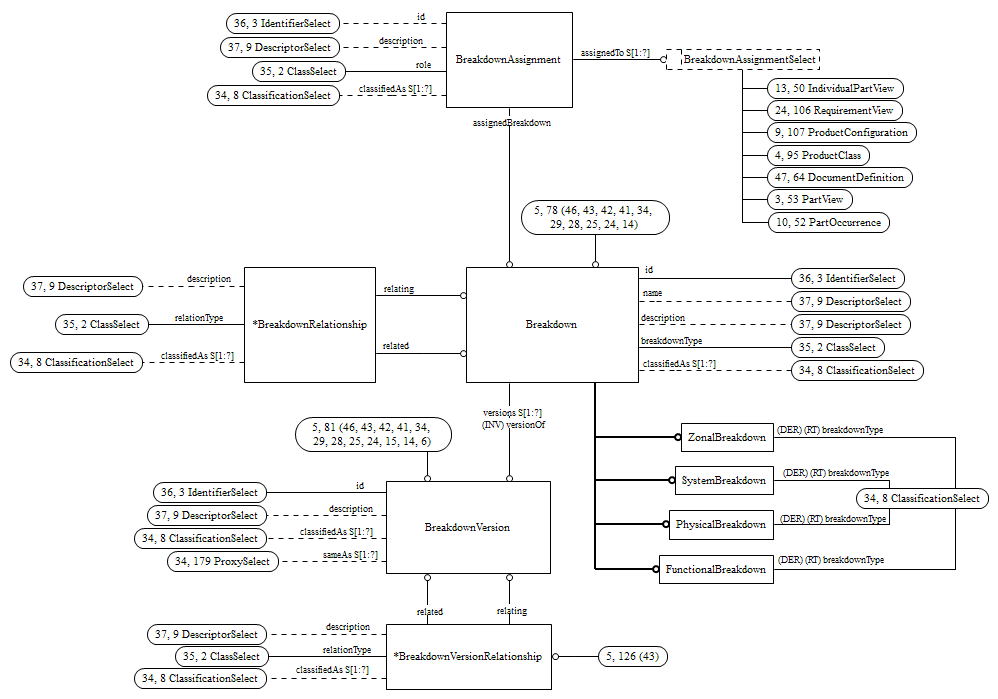 36, 3 IdentifierSelect
id
37, 9 DescriptorSelect
description
35, 2 ClassSelect
role
34, 8 ClassificationSelect
classifiedAs S[1:?]
BreakdownAssignment
assignedTo S[1:?]
BreakdownAssignmentSelect
13, 50 IndividualPartView
24, 106 RequirementView
9, 107 ProductConfiguration
4, 95 ProductClass
47, 64 DocumentDefinition
3, 53 PartView
10, 52 PartOccurrence
assignedBreakdown
5, 78 (46, 43, 42, 41, 34,
29, 28, 25, 24, 14)
37, 9 DescriptorSelect
description
35, 2 ClassSelect
relationType
34, 8 ClassificationSelect
classifiedAs S[1:?]
*BreakdownRelationship
relating
related
Breakdown
id
36, 3 IdentifierSelect
name
37, 9 DescriptorSelect
description
37, 9 DescriptorSelect
breakdownType
35, 2 ClassSelect
classifiedAs S[1:?]
34, 8 ClassificationSelect
versions S[1:?]
(INV) versionOf
5, 81 (46, 43, 42, 41, 34,
29, 28, 25, 24, 15, 14, 6)
ZonalBreakdown
(DER) (RT) breakdownType
SystemBreakdown
(DER) (RT) breakdownType
34, 8 ClassificationSelect
PhysicalBreakdown
(DER) (RT) breakdownType
FunctionalBreakdown
(DER) (RT) breakdownType
36, 3 IdentifierSelect
id
37, 9 DescriptorSelect
description
34, 8 ClassificationSelect
classifiedAs S[1:?]
34, 179 ProxySelect
sameAs S[1:?]
BreakdownVersion
related
relating
37, 9 DescriptorSelect
description
35, 2 ClassSelect
relationType
34, 8 ClassificationSelect
classifiedAs S[1:?]
*BreakdownVersionRelationship
5, 126 (43)